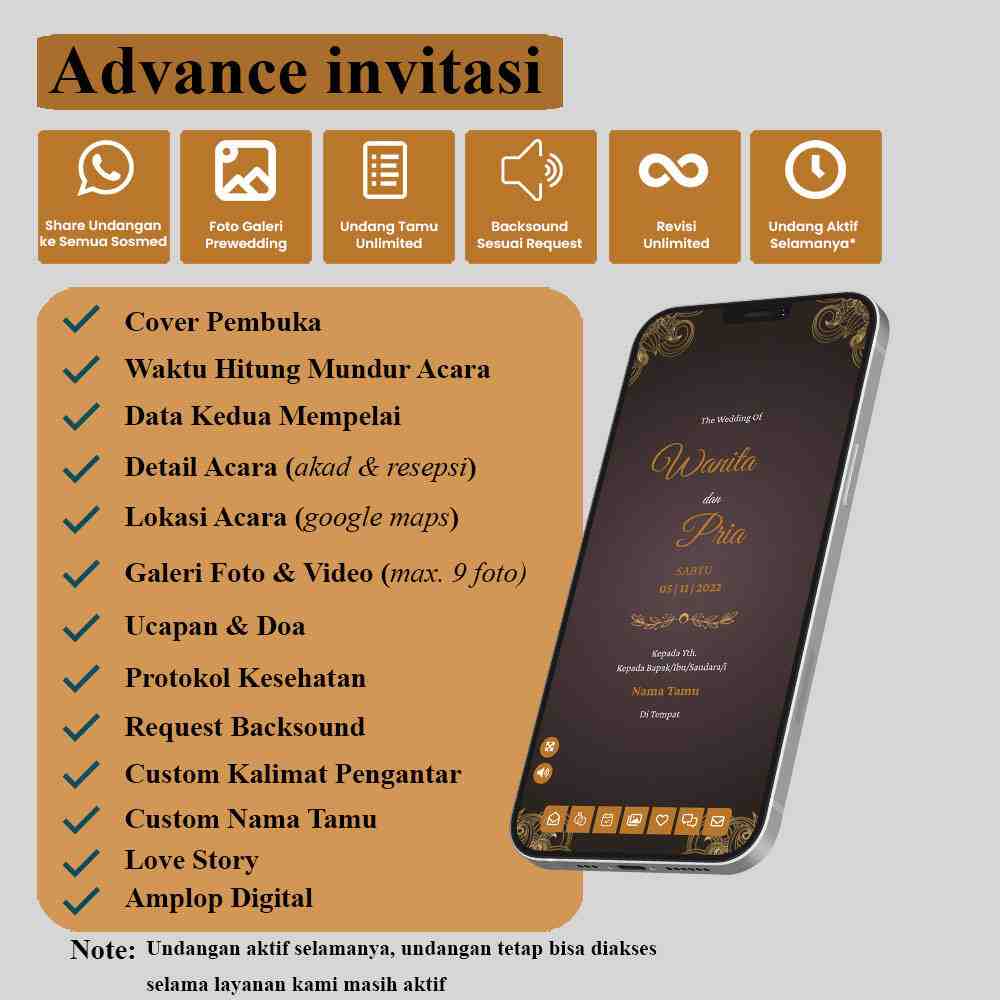 Advance invitasi
Share Undangan
ke Semua Sosmed
Foto Galeri
Prewedding
Undang Tamu
Unlimited
Backsound
Sesuai Request
Revisi
Unlimited
Undang Aktif
Selamanya*
Cover Pembuka
Waktu Hitung Mundur Acara
Data Kedua Mempelai
Detail Acara (akad & resepsi)
Lokasi Acara (google maps)
Galeri Foto & Video (max. 9 foto)
Ucapan & Doa
Protokol Kesehatan
Request Backsound
Custom Kalimat Pengantar
Custom Nama Tamu
Love Story
Amplop Digital
The Wedding Of
Wanita
dan
Pria
SABTU
05 | 11 | 2022
Kepada Yth.
Kepada Bapak/Ibu/Saudara/i
Nama Tamu
Di Tempat
Note: Undangan aktif selamanya, undangan tetap bisa diakses
selama layanan kami masih aktif